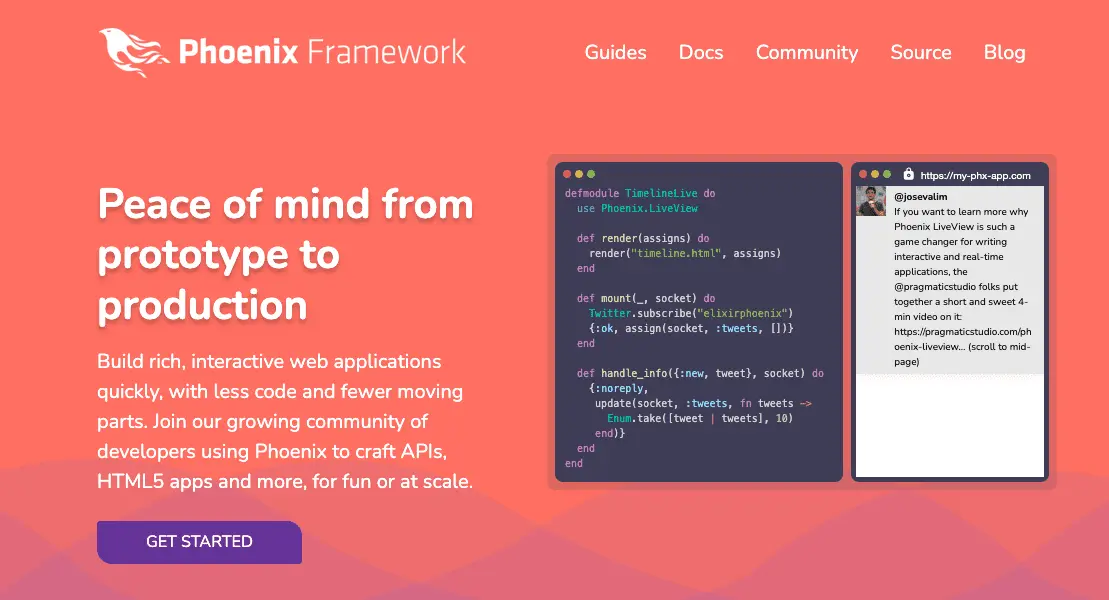 Phoenix Framework
Guides
Docs
Community
Source
Blog
Peace of mind from
prototype to
production
Build rich, interactive web applications
quickly, with less code and fewer moving
parts. Join our growing community of
developers using Phoenix to craft APIs,
HTML5 apps and more, for fun or at scale.
GET STARTED
defmodule TimelineLive do
  use Phoenix.LiveView

  def render(assigns) do
    render("timeline.html", assigns)
  end

  def mount(_, socket) do
    Twitter.subscribe("elixirphoenix")
    {:ok, assign(socket, :tweets, [])}
  end

  def handle_info({:new, tweet}, socket) do
    {:noreply,
     update(socket, :tweets, fn tweets ->
       Enum.take([tweet | tweets], 10)
     end)}
  end
end
https://my-phx-app.com
@josevalim
If you want to learn more why
Phoenix LiveView is such a
game changer for writing
interactive and real-time
applications, the
@pragmaticstudio folks put
together a short and sweet 4-
min video on it:
https://pragmaticstudio.com/ph
oenix-liveview... (scroll to mid-
page)